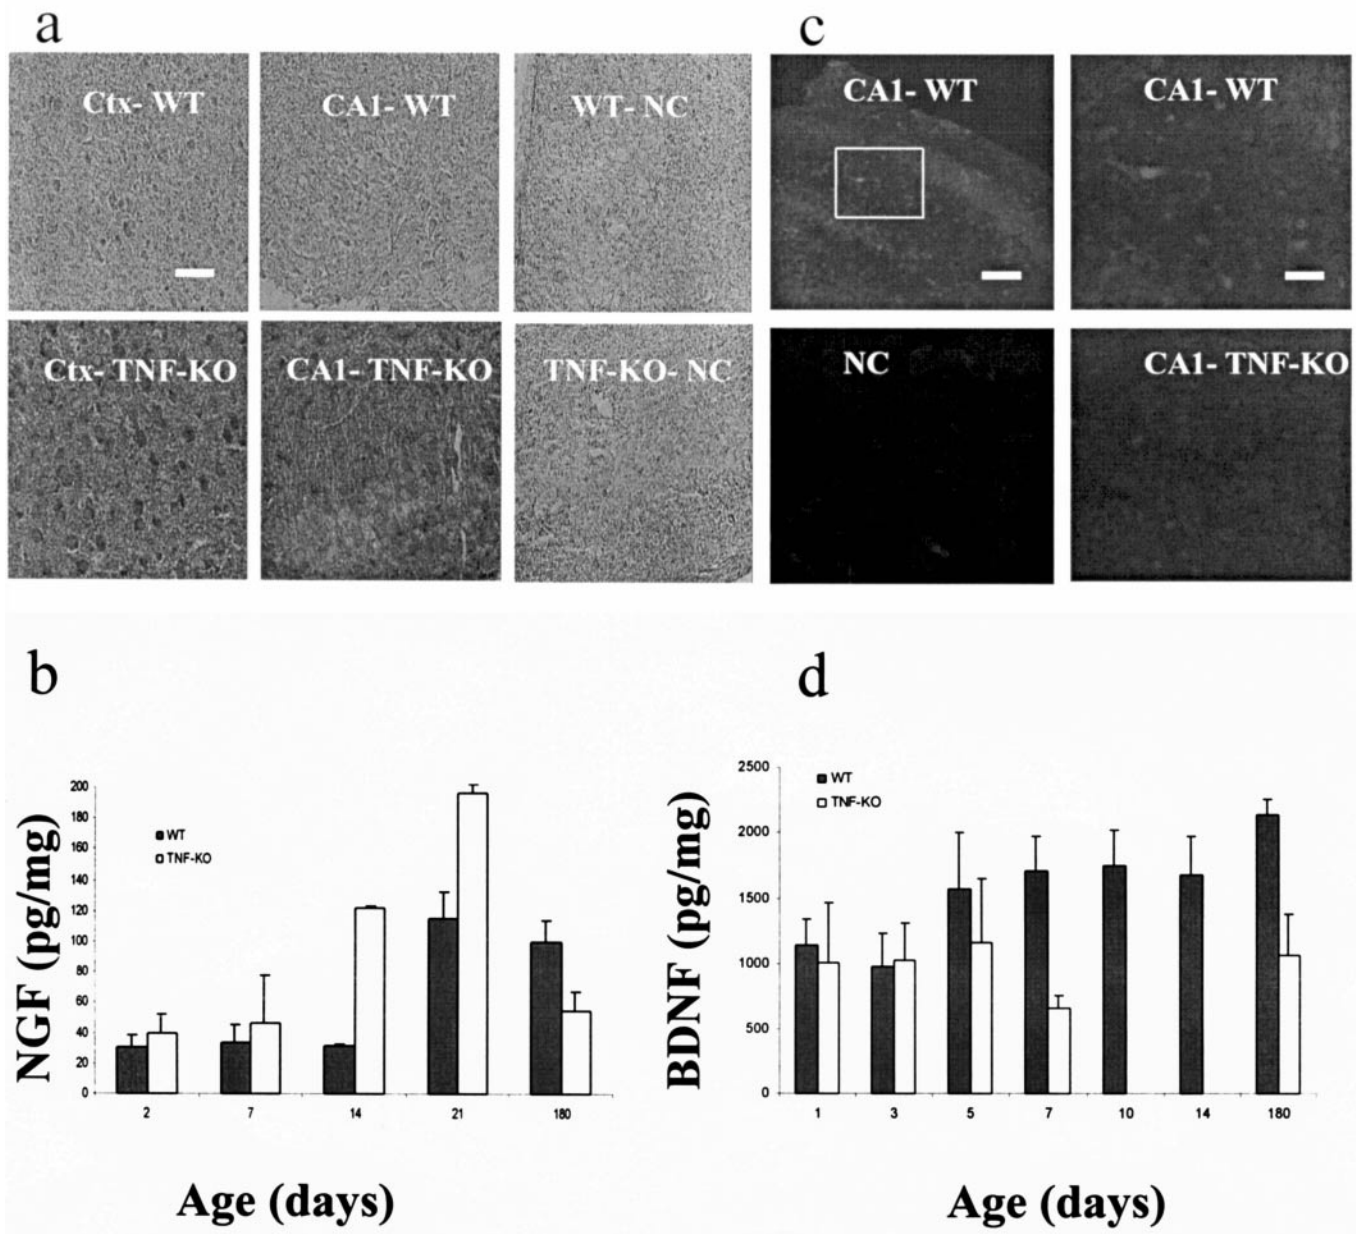 a
Ctx- WT
CA1- WT
WT- NC
Ctx- TNF-KO
CA1- TNF-KO
TNF-KO- NC
c
CA1- WT
CA1- WT
NC
CA1- TNF-KO
b
NGF (pg/mg)
200
180
160
140
120
100
80
60
40
20
0
WT
TNF-KO
2 7 14 21 180
Age (days)
d
BDNF (pg/mg)
2500
2000
1500
1000
500
0
WT
TNF-KO
1 3 5 7 10 14 180
Age (days)